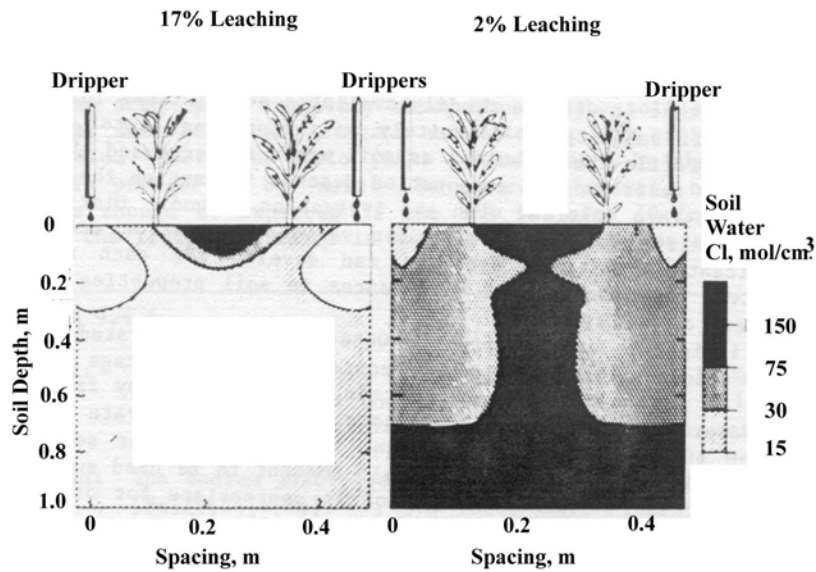 17% Leaching
2% Leaching
Dripper
Drippers
Dripper
Soil
Water
Cl, mol/cm3
150
75
30
15
Soil Depth, m
0
0.2
0.4
0.6
0.8
1.0
0
0.2
0.4
Spacing, m
0
0.2
0.4
Spacing, m